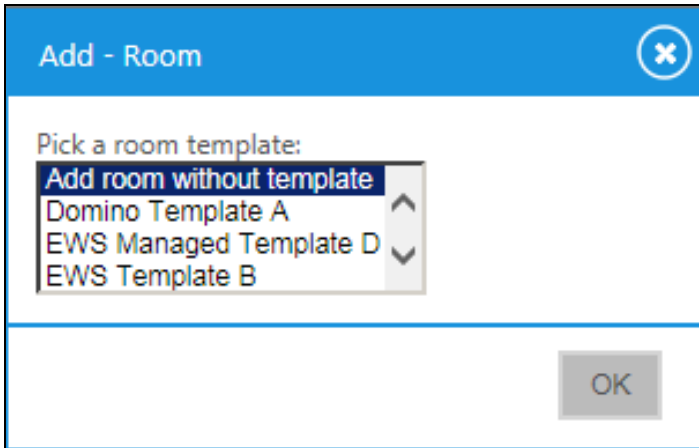 Add - Room
Pick a room template:
Add room without template
Domino Template A
EWS Managed Template D
EWS Template B
OK